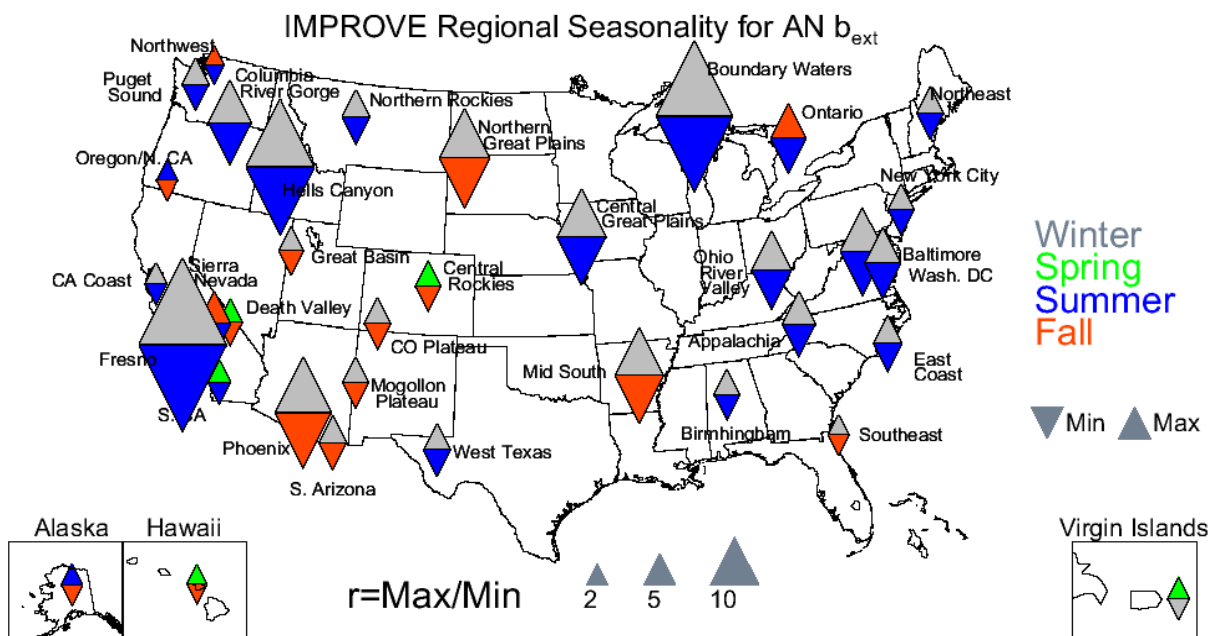 IMPROVE Regional Seasonality for AN b_ext
Northwest
Puget
Sound
Columbia
River Gorge
Northern Rockies
Northern
Great Plains
Boundary Waters
Ontario
Northeast
Oregon/N. CA
Hells Canyon
New York City
Central
Great Plains
Great Basin
Ohio
River
Valley
Baltimore
Wash. DC
CA Coast
Sierra
Nevada
Central
Rockies
Death Valley
CO Plateau
Appalachia
East
Coast
Fresno
Mid South
Mogollon
Plateau
S. CA
Birmhingham
Southeast
Phoenix
West Texas
S. Arizona
Winter
Spring
Summer
Fall
Min
Max
Alaska
Hawaii
Virgin Islands
r=Max/Min
2
5
10